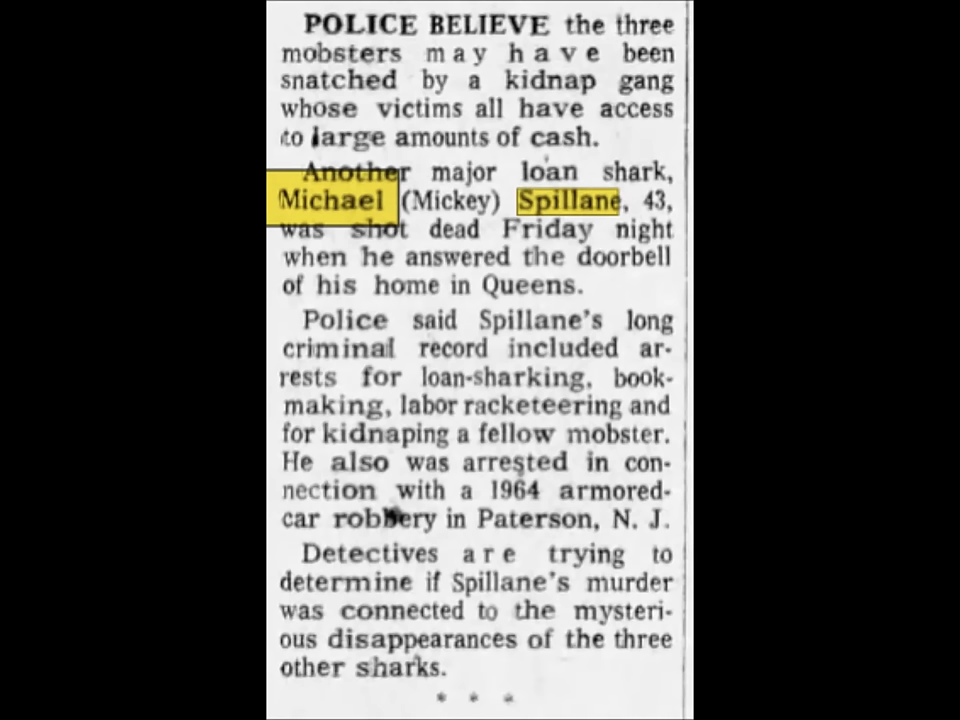 POLICE BELIEVE the three
mobsters may have been
snatched by a kidnap gang
whose victims all have access
to large amounts of cash.
Another major loan shark,
Michael (Mickey) Spillane, 43,
was shot dead Friday night
when he answered the doorbell
of his home in Queens.
Police said Spillane's long
criminal record included ar-
rests for loan-sharking, book-
making, labor racketeering and
for kidnaping a fellow mobster.
He also was arrested in con-
nection with a 1964 armored-
car robbery in Paterson, N. J.
Detectives are trying to
determine if Spillane's murder
was connected to the mysteri-
ous disappearances of the three
other sharks.
* * *